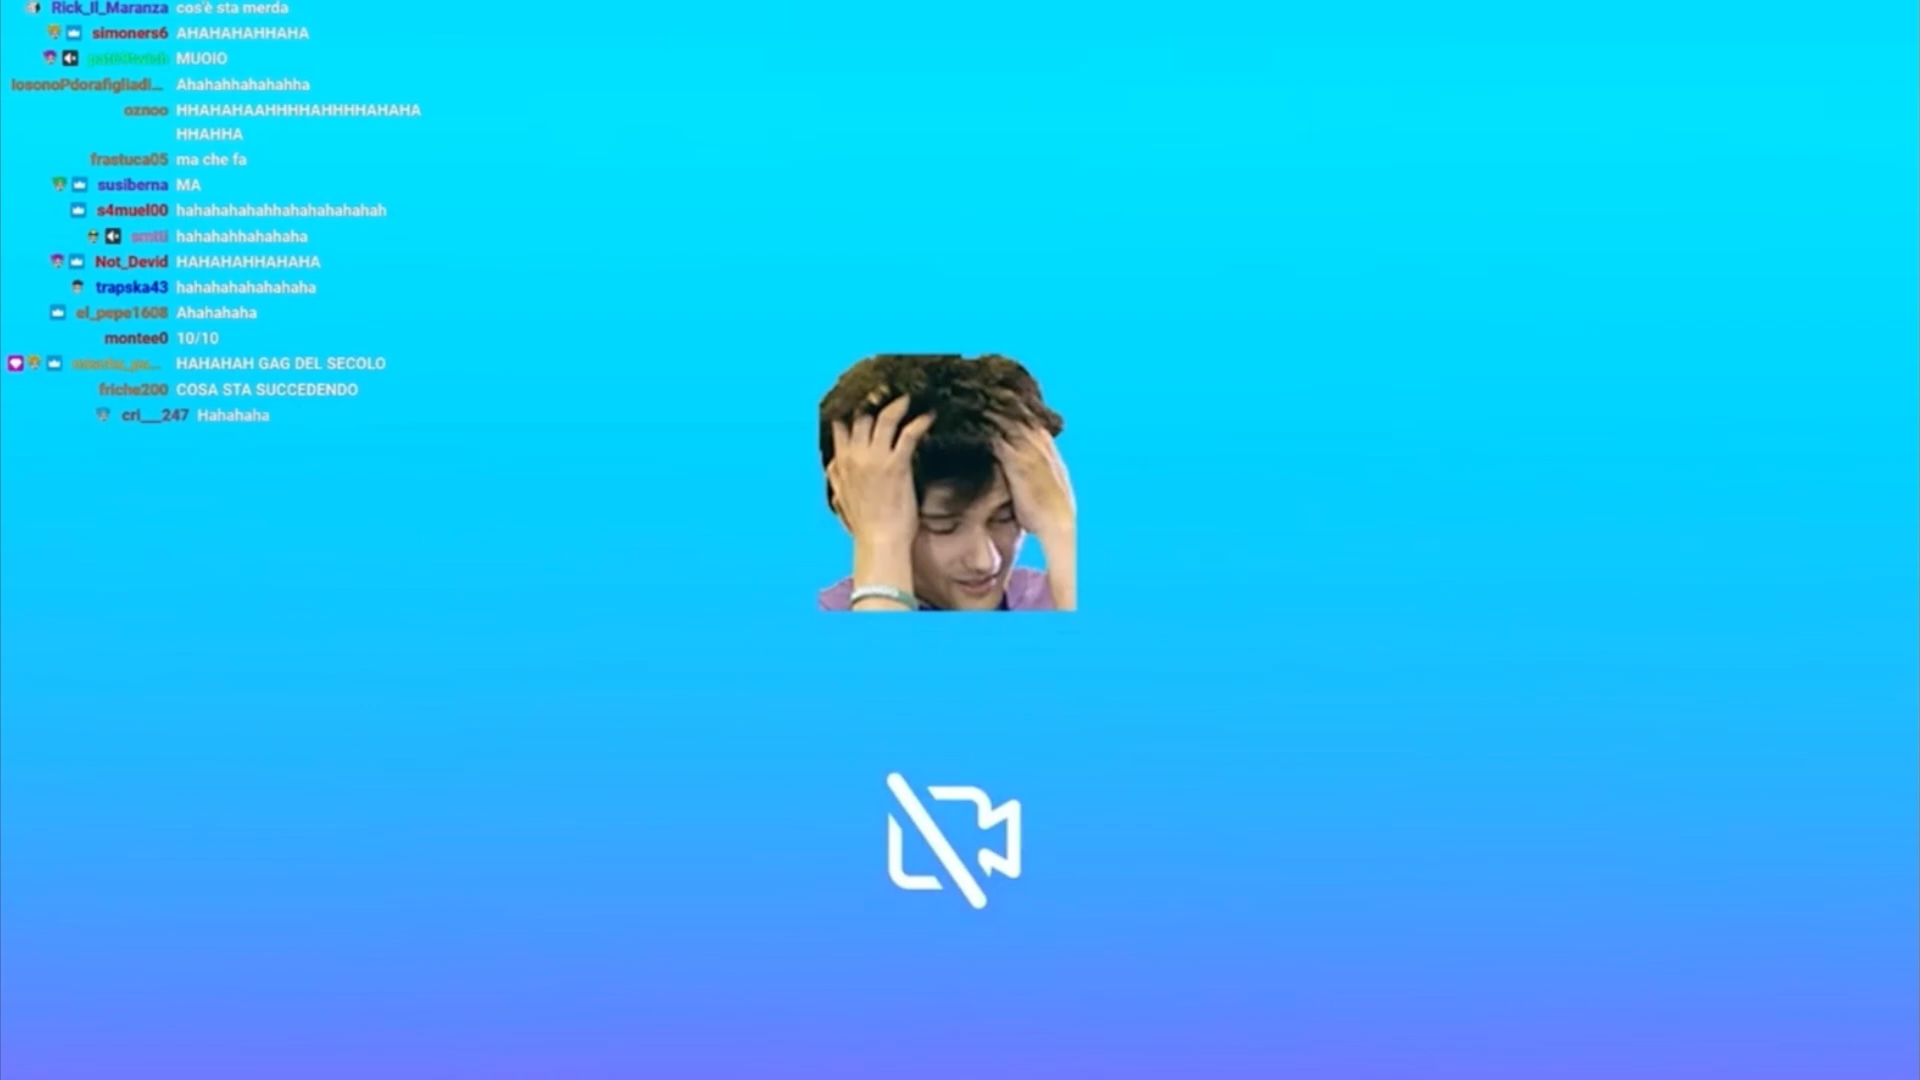 Rick_Il_Maranza cos'è sta merda
simoners6 AHAHAHAHHAHA
MUOIO
IosonoPdorafigliadi... Ahahahhahahahha
oznoo HHAHAHAAHHHHAHHHHAHAHA
HHAHHA
frastuca05 ma che fa
susiberna MA
s4muel00 hahahahahahhahahahahahah
smtti hahahahhahahaha
Not_Devid HAHAHAHHAHAHA
trapska43 hahahahahahahaha
el_pepe1608 Ahahahaha
montee0 10/10
HAHAHAH GAG DEL SECOLO
friche200 COSA STA SUCCEDENDO
cri__247 Hahahaha